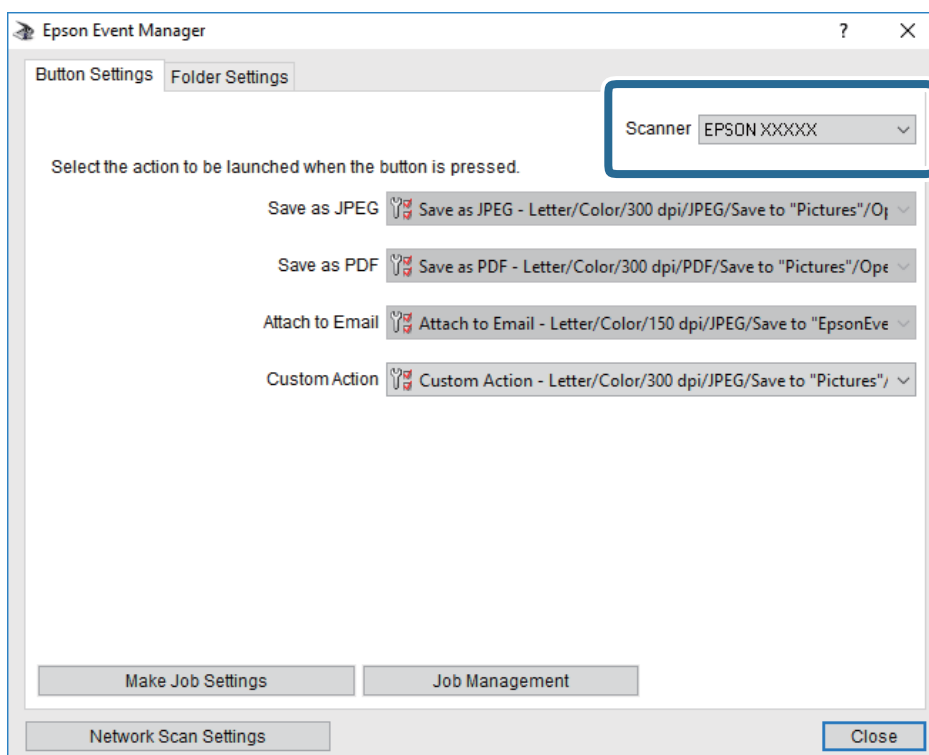 Epson Event Manager
Button Settings Folder Settings
Scanner EPSON XXXXX
Select the action to be launched when the button is pressed.
Save as JPEG Save as JPEG - Letter/Color/300 dpi/JPEG/Save to "Pictures"/Op
Save as PDF Save as PDF - Letter/Color/300 dpi/PDF/Save to "Pictures"/Ope
Attach to Email Attach to Email - Letter/Color/150 dpi/JPEG/Save to "EpsonEve
Custom Action Custom Action - Letter/Color/300 dpi/JPEG/Save to "Pictures"/
Make Job Settings Job Management
Network Scan Settings Close